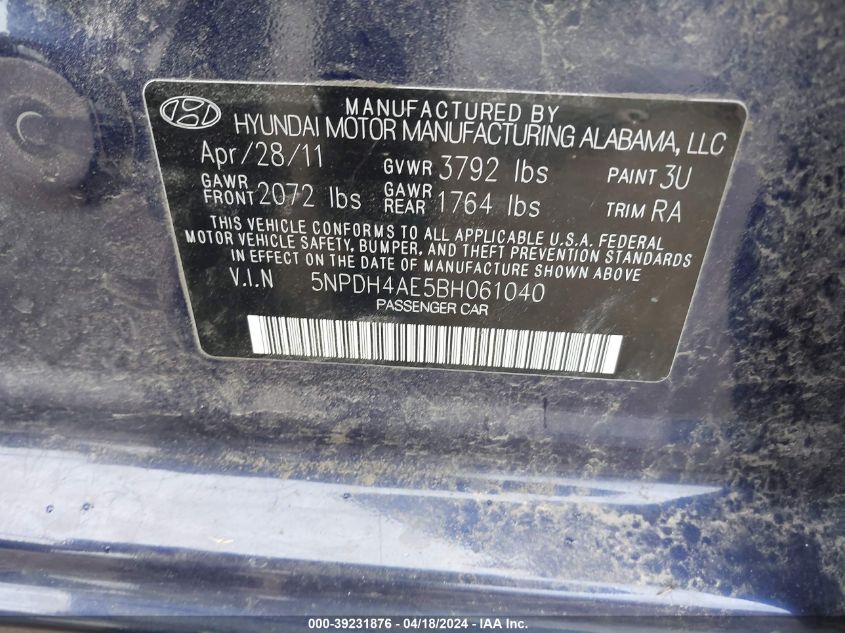 MANUFACTURED BY
HYUNDAI MOTOR MANUFACTURING ALABAMA, LLC
Apr/28/11 GVWR 3792 lbs PAINT 3U
GAWR FRONT 2072 lbs GAWR REAR 1764 lbs TRIM RA
THIS VEHICLE CONFORMS TO ALL APPLICABLE U.S.A. FEDERAL
MOTOR VEHICLE SAFETY, BUMPER, AND THEFT PREVENTION STANDARDS
IN EFFECT ON THE DATE OF MANUFACTURE SHOWN ABOVE
V.I.N 5NPDH4AE5BH061040
PASSENGER CAR
000-39231876 - 04/18/2024 - IAA Inc.